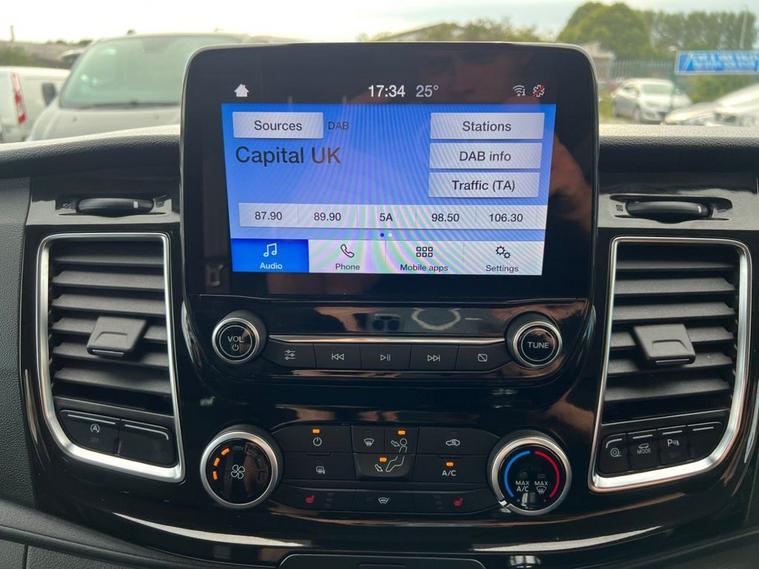 17:34 25°
Sources DAB Stations
Capital UK DAB info
Traffic (TA)
87.90 89.90 5A 98.50 106.30
Audio Phone Mobile apps Settings
VOL TUNE
A/C
MAX A/C MAX
MODE
P